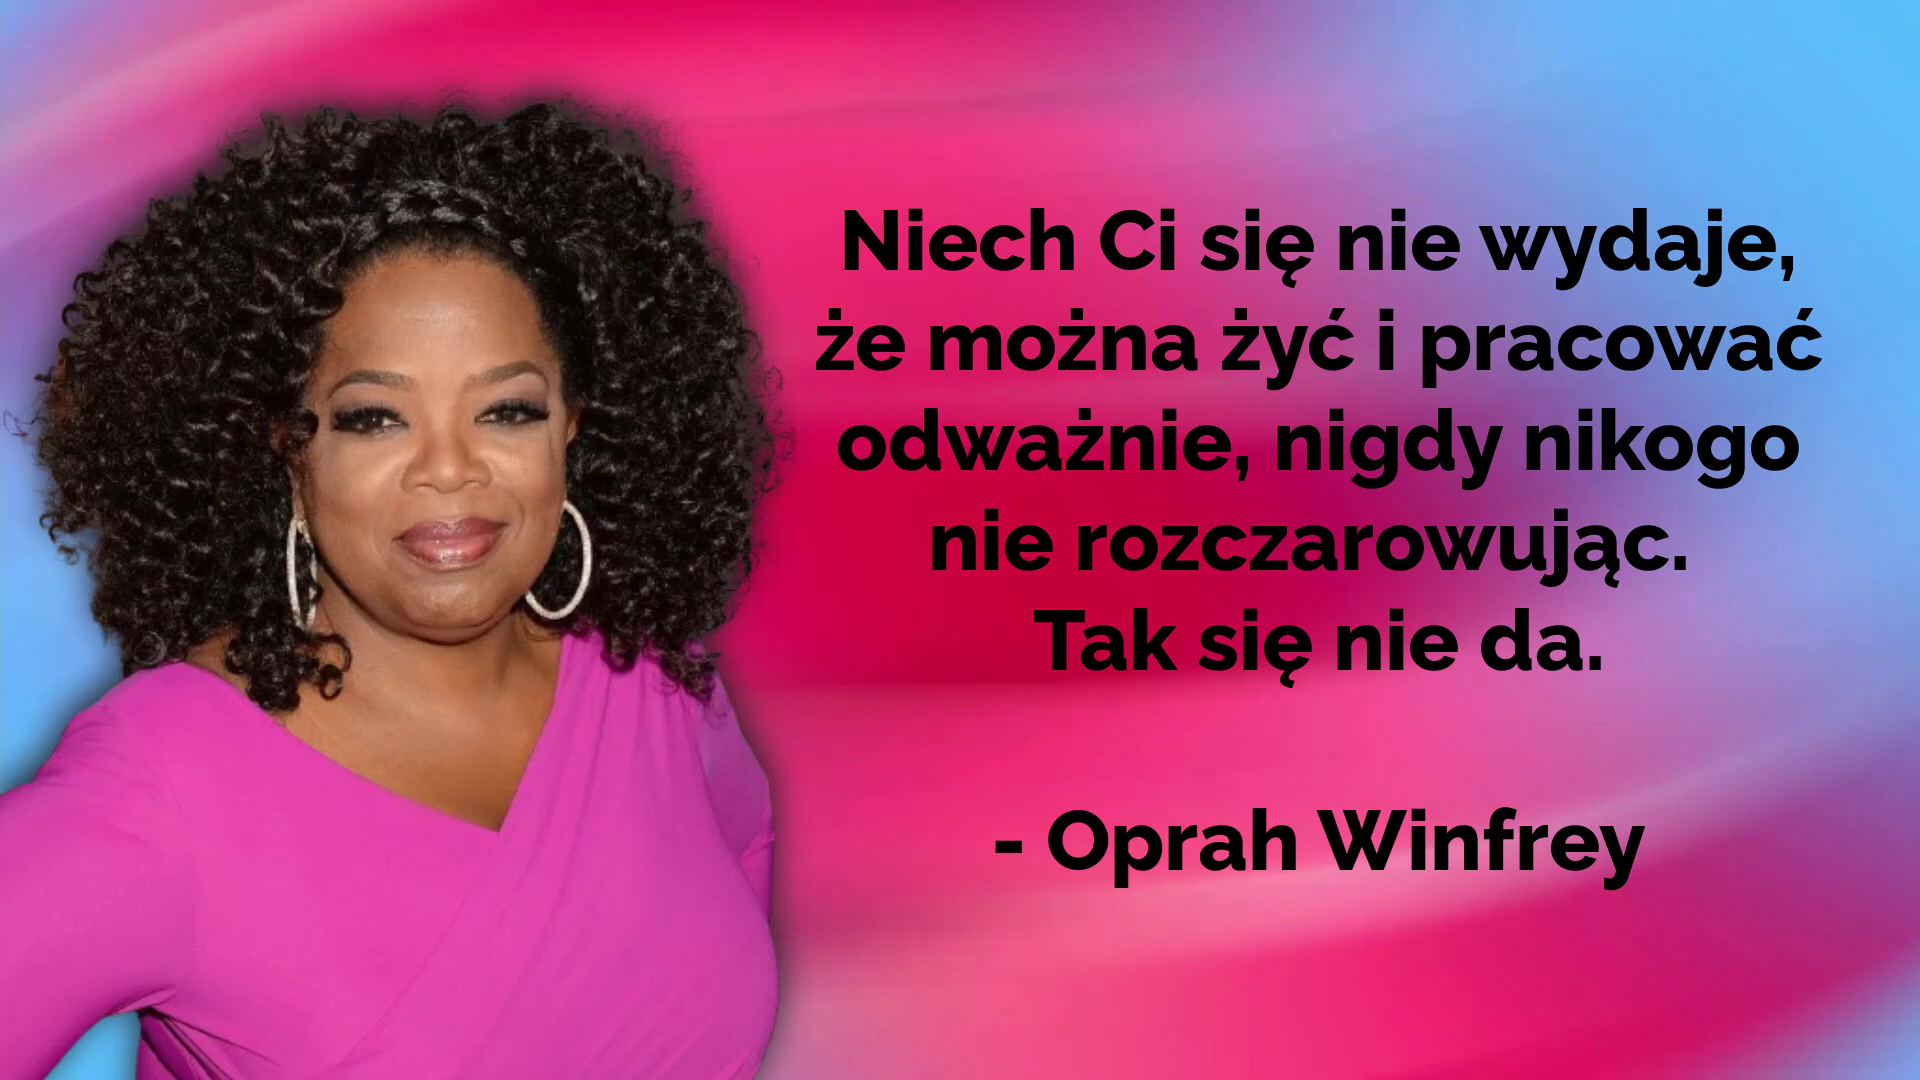 Niech Ci się nie wydaje,
że można żyć i pracować
odważnie, nigdy nikogo
nie rozczarowując.
Tak się nie da.
- Oprah Winfrey